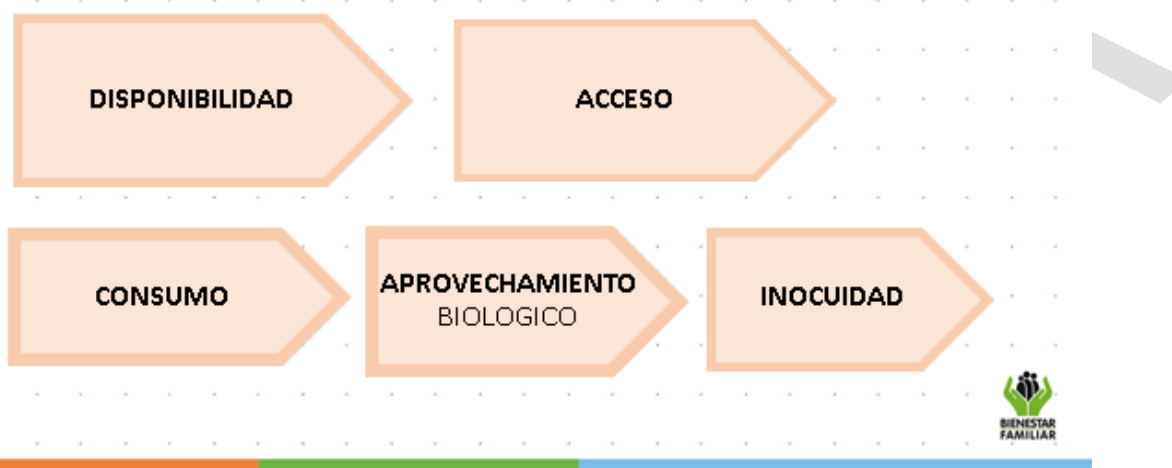 DISPONIBILIDAD
ACCESO
CONSUMO
APROVECHAMIENTO
BIOLOGICO
INOCUIDAD
BIENESTAR
FAMILIAR